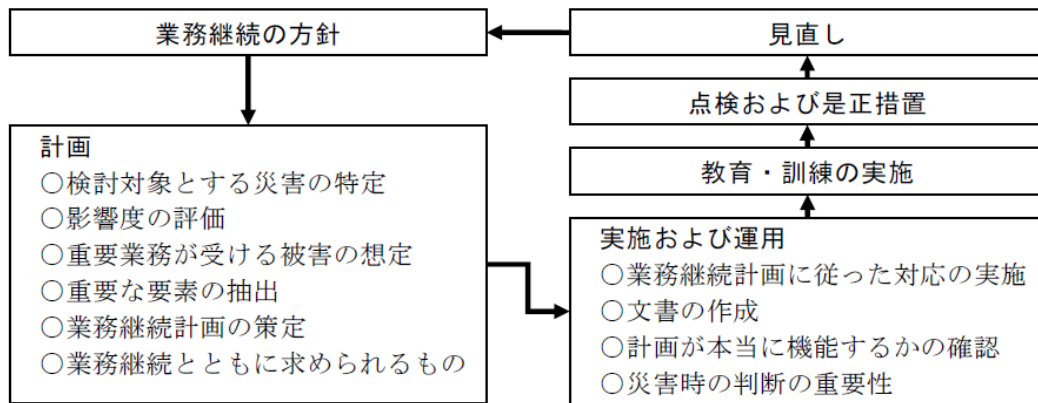 業務継続の方針
計画
○検討対象とする災害の特定
○影響度の評価
○重要業務が受ける被害の想定
○重要な要素の抽出
○業務継続計画の策定
○業務継続とともに求められるもの
実施および運用
○業務継続計画に従った対応の実施
○文書の作成
○計画が本当に機能するかの確認
○災害時の判断の重要性
教育・訓練の実施
点検および是正措置
見直し